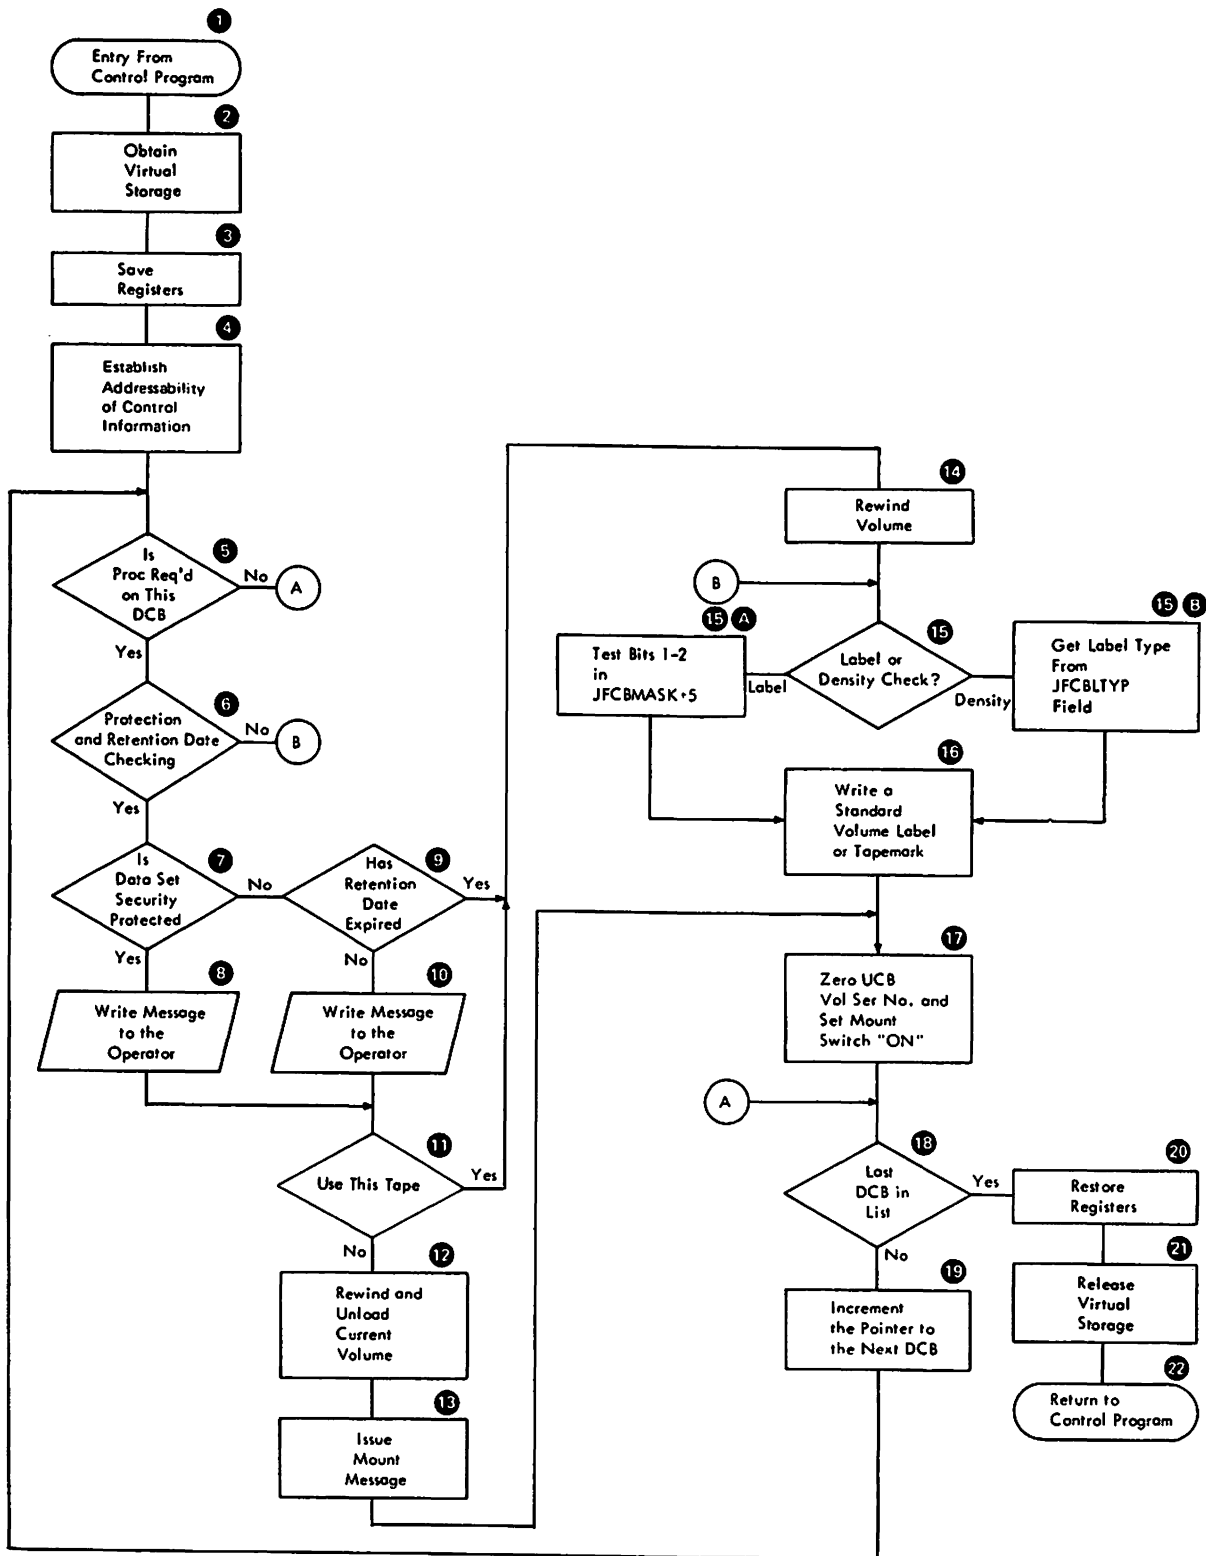 1
Entry From
Control Program
2
Obtain
Virtual
Storage
3
Save
Registers
4
Establish
Addressability
of Control
Information
5
Is
Proc Req'd
on This
DCB
No
A
Yes
6
Protection
and Retention Date
Checking
No
B
Yes
7
Is
Data Set
Security
Protected
No
Yes
8
Write Message
to the
Operator
9
Has
Retention
Date
Expired
Yes
No
10
Write Message
to the
Operator
11
Use This Tape
Yes
No
12
Rewind and
Unload
Current
Volume
13
Issue
Mount
Message
14
Rewind
Volume
B
15 A
Test Bits 1-2
in
JFCBMASK+5
Label
15
Label or
Density Check?
Density
15 B
Get Label Type
From
JFCBLTYP
Field
16
Write a
Standard
Volume Label
or Tapemark
17
Zero UCB
Vol Ser No. and
Set Mount
Switch "ON"
A
18
Last
DCB in
List
Yes
No
19
Increment
the Pointer to
the Next DCB
20
Restore
Registers
21
Release
Virtual
Storage
22
Return to
Control Program